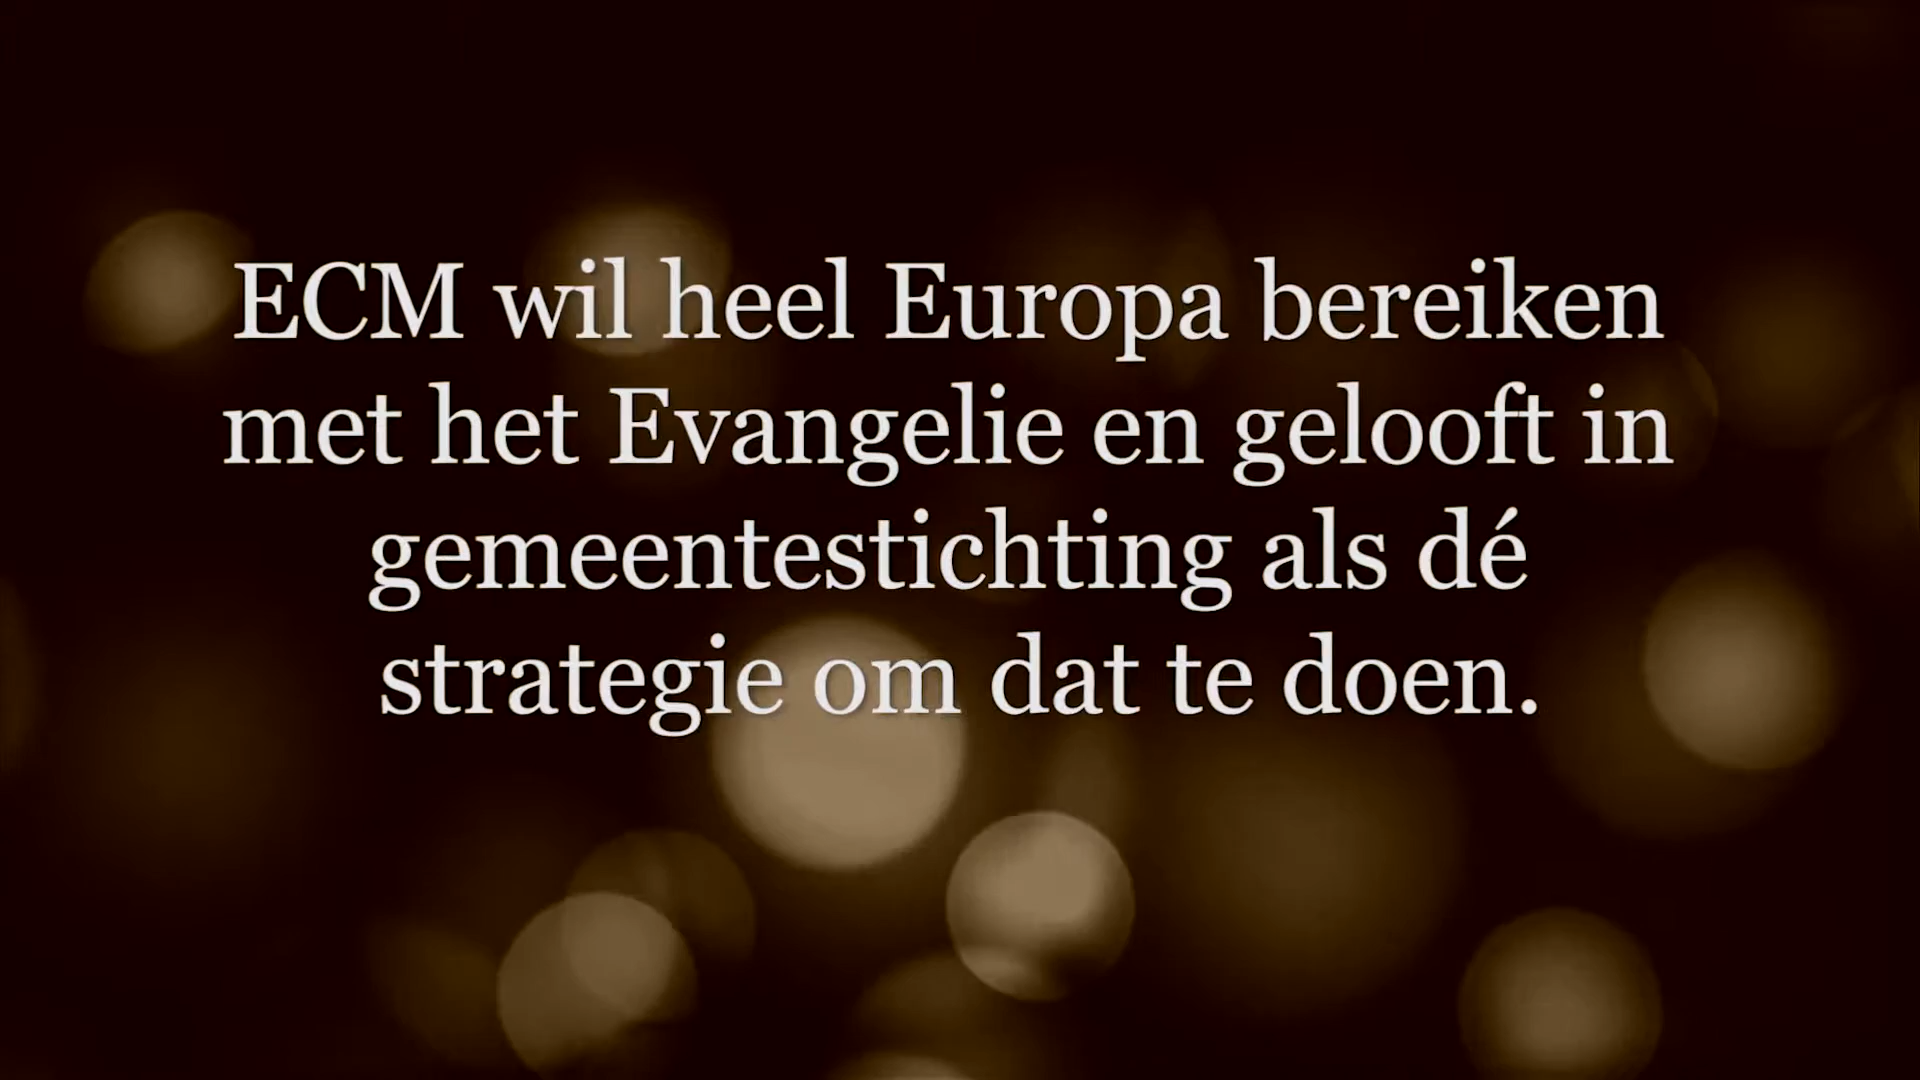 ECM wil heel Europa bereiken
met het Evangelie en gelooft in
gemeentestichting als dé
strategie om dat te doen.